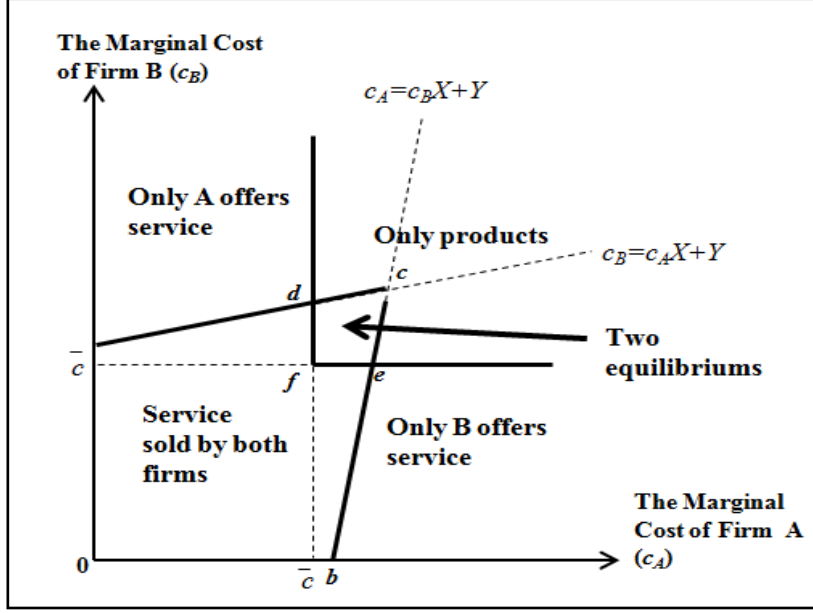 The Marginal Cost
of Firm B (cB)
cA=cBX+Y
Only A offers
service
Only products
cB=cAX+Y
c
d
Two
equilibriums
c̅
f
e
Service
sold by both
firms
Only B offers
service
The Marginal
Cost of Firm A
(cA)
0
c̅
b